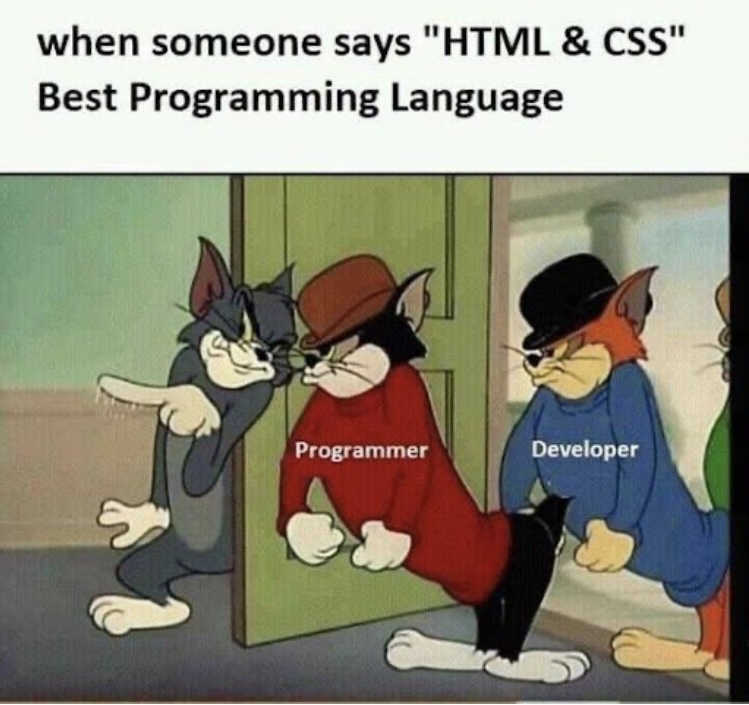 when someone says "HTML & CSS"
Best Programming Language
Programmer
Developer